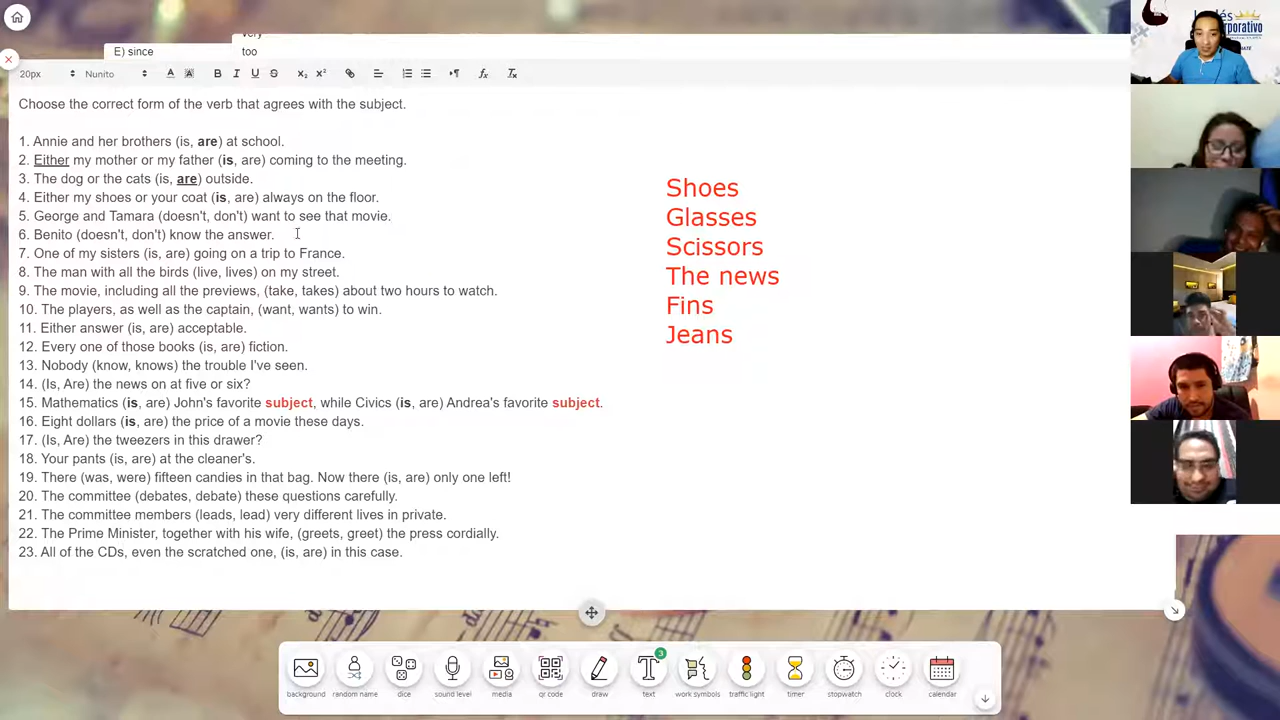 very
E) since
too
20px
Nunito
Choose the correct form of the verb that agrees with the subject.
1. Annie and her brothers (is, are) at school.
2. Either my mother or my father (is, are) coming to the meeting.
3. The dog or the cats (is, are) outside.
4. Either my shoes or your coat (is, are) always on the floor.
5. George and Tamara (doesn't, don't) want to see that movie.
6. Benito (doesn't, don't) know the answer.
7. One of my sisters (is, are) going on a trip to France.
8. The man with all the birds (live, lives) on my street.
9. The movie, including all the previews, (take, takes) about two hours to watch.
10. The players, as well as the captain, (want, wants) to win.
11. Either answer (is, are) acceptable.
12. Every one of those books (is, are) fiction.
13. Nobody (know, knows) the trouble I've seen.
14. (Is, Are) the news on at five or six?
15. Mathematics (is, are) John's favorite subject, while Civics (is, are) Andrea's favorite subject.
16. Eight dollars (is, are) the price of a movie these days.
17. (Is, Are) the tweezers in this drawer?
18. Your pants (is, are) at the cleaner's.
19. There (was, were) fifteen candies in that bag. Now there (is, are) only one left!
20. The committee (debates, debate) these questions carefully.
21. The committee members (leads, lead) very different lives in private.
22. The Prime Minister, together with his wife, (greets, greet) the press cordially.
23. All of the CDs, even the scratched one, (is, are) in this case.
Shoes
Glasses
Scissors
The news
Fins
Jeans
3
background
random name
dice
sound level
media
qr code
draw
text
work symbols
traffic light
timer
stopwatch
clock
calendar